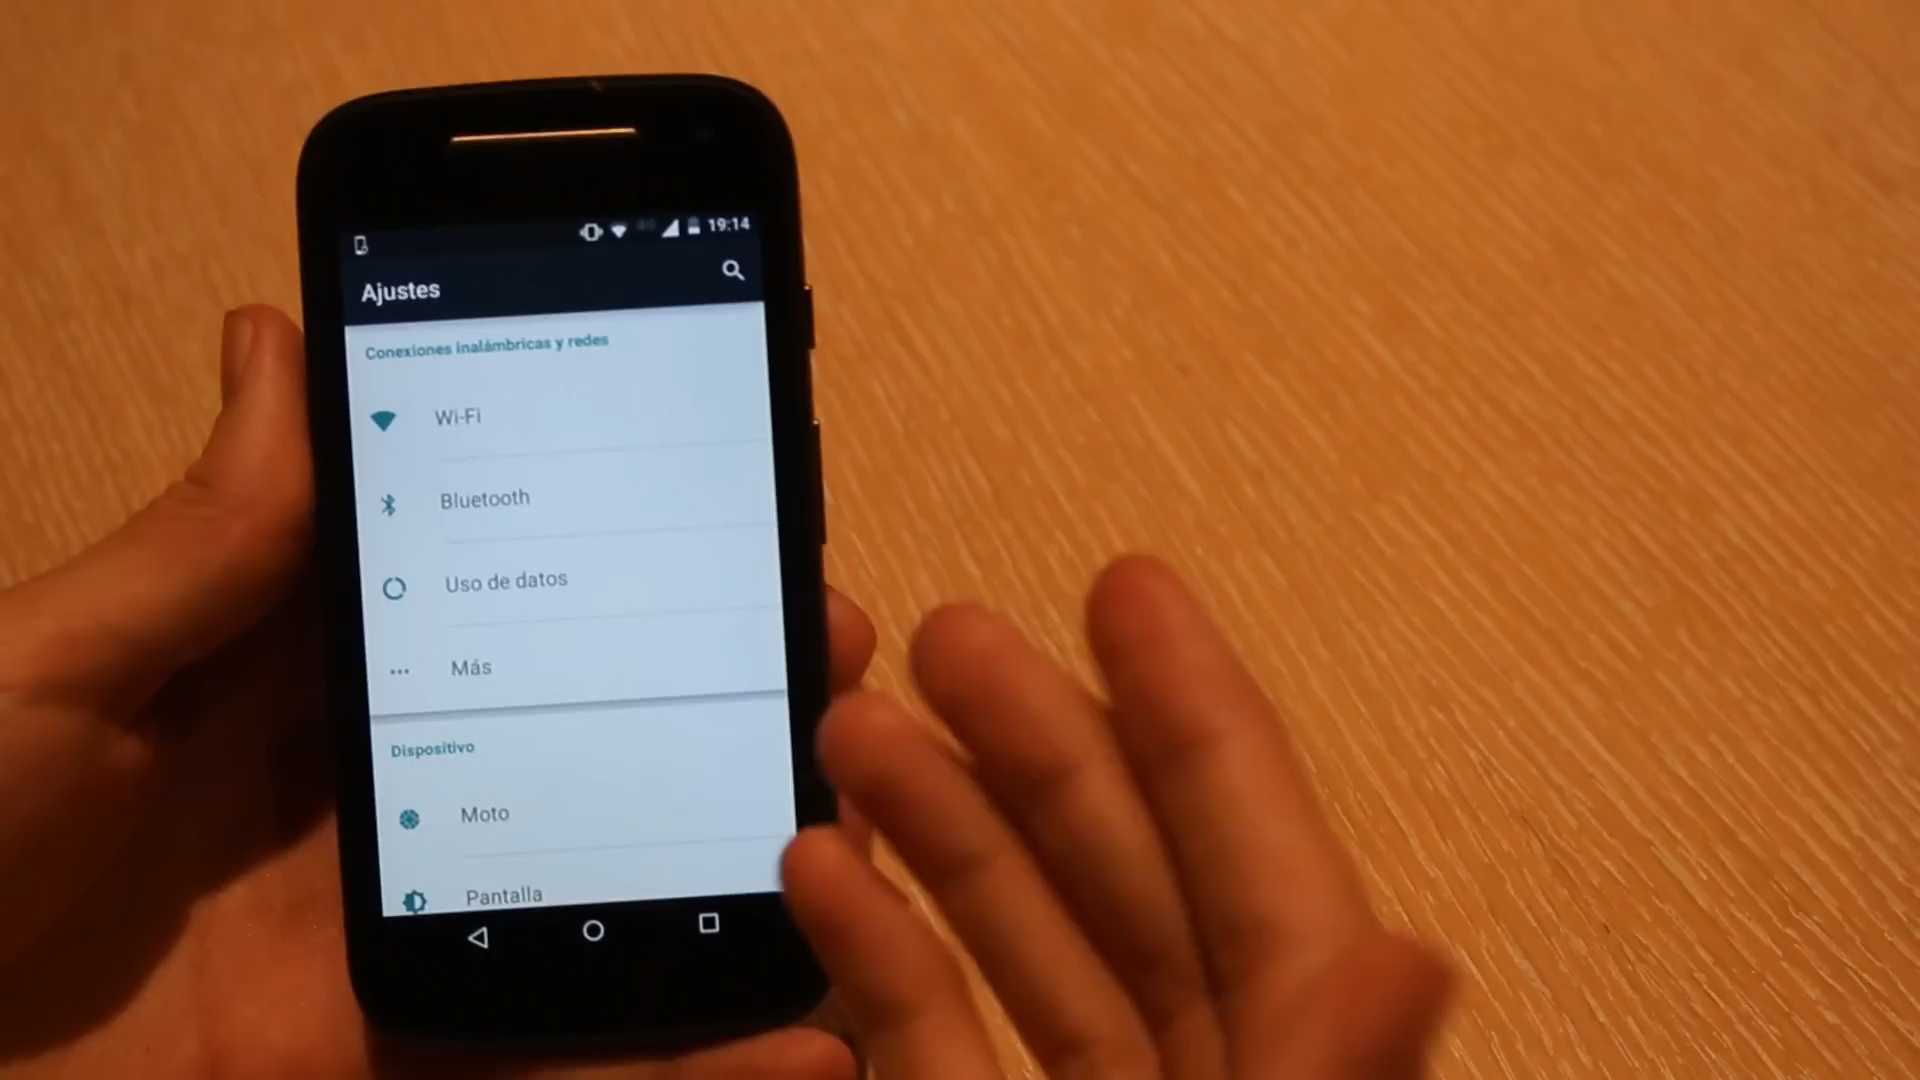 19:14
Ajustes
Conexiones inalámbricas y redes
Wi-Fi
Bluetooth
Uso de datos
Más
Dispositivo
Moto
Pantalla